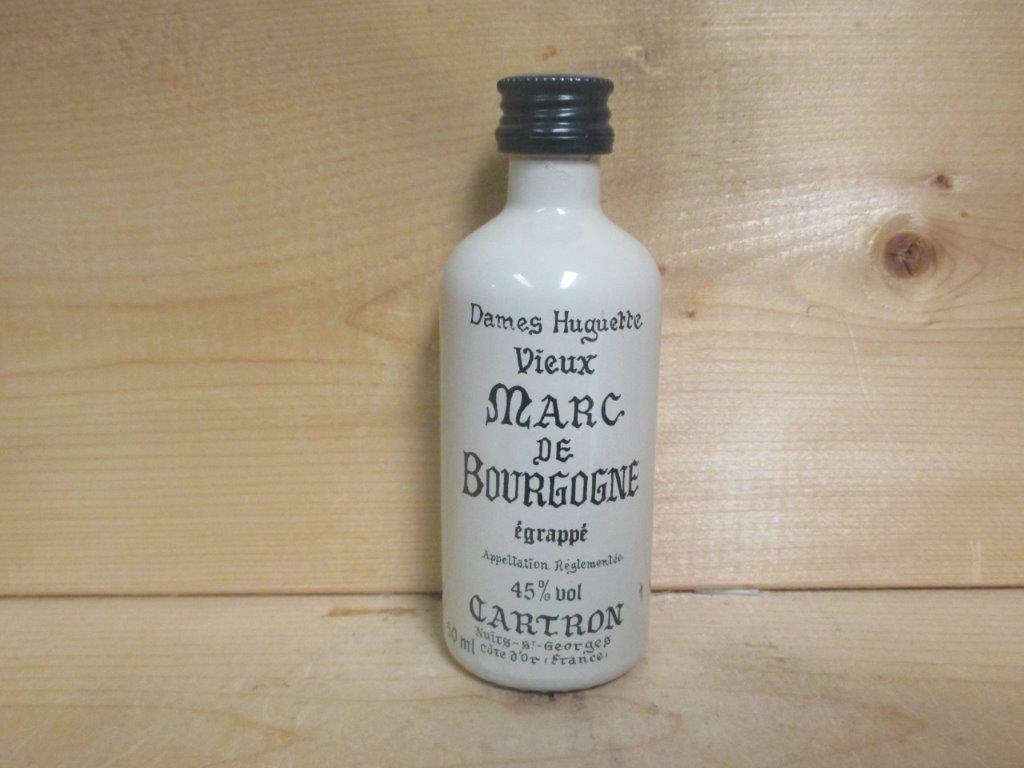 Dames Huguette
Vieux
MARC
DE
BOURGOGNE
égrappé
Appellation Réglementée
45% vol
CARTRON
Nuits-St-Georges
50 ml Côte d'Or (France)